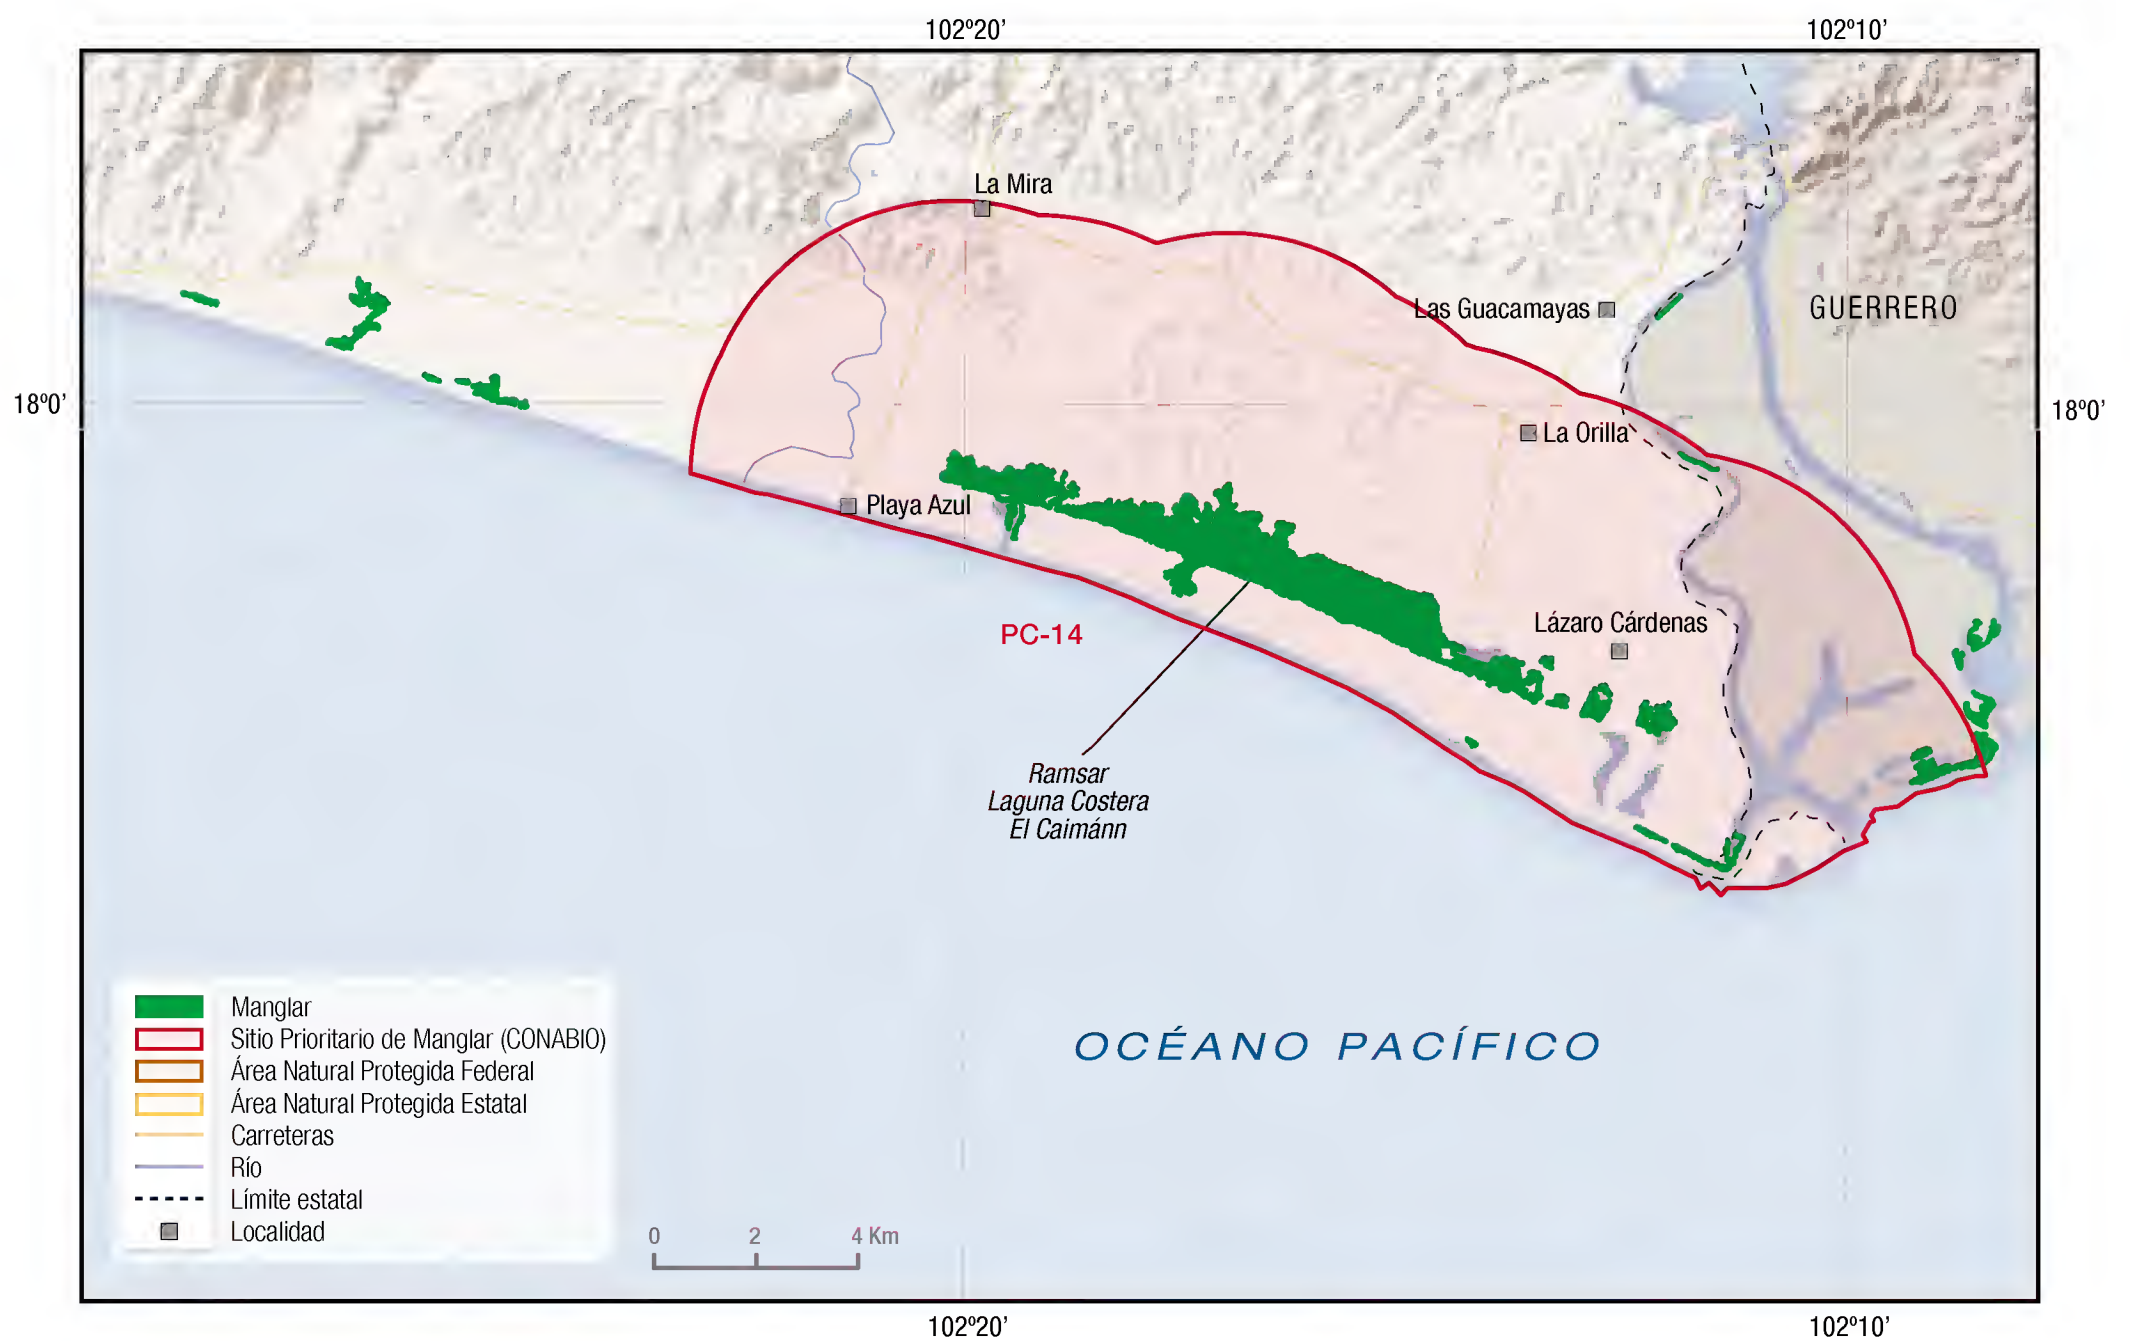 102º20’
102º10’
La Mira
Las Guacamayas
GUERRERO
18º0’
18º0’
La Orilla
Playa Azul
Lázaro Cárdenas
PC-14
Ramsar
Laguna Costera
El Caimánn
OCÉANO PACÍFICO
Manglar
Sitio Prioritario de Manglar (CONABIO)
Área Natural Protegida Federal
Área Natural Protegida Estatal
Carreteras
Río
Límite estatal
Localidad
0 2 4 Km
102º20’
102º10’